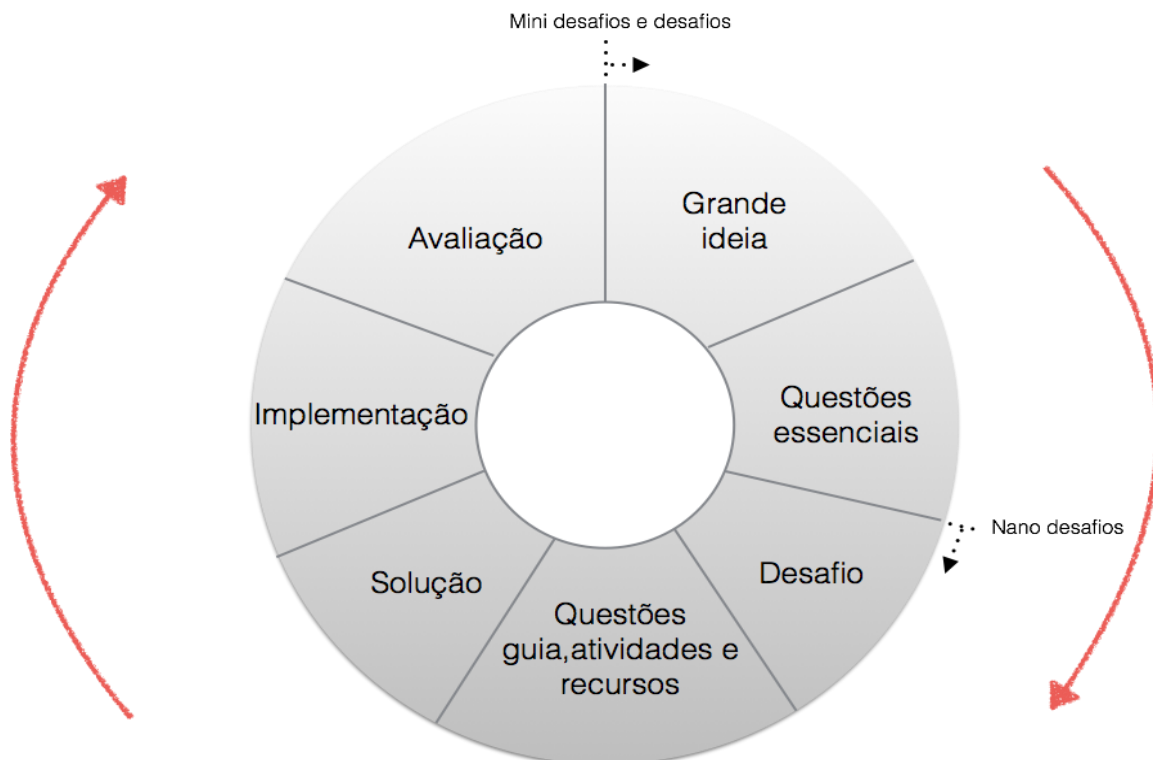 Mini desafios e desafios
Grande
ideia
Questões
essenciais
Nano desafios
Desafio
Questões
guia,atividades e
recursos
Solução
Implementação
Avaliação